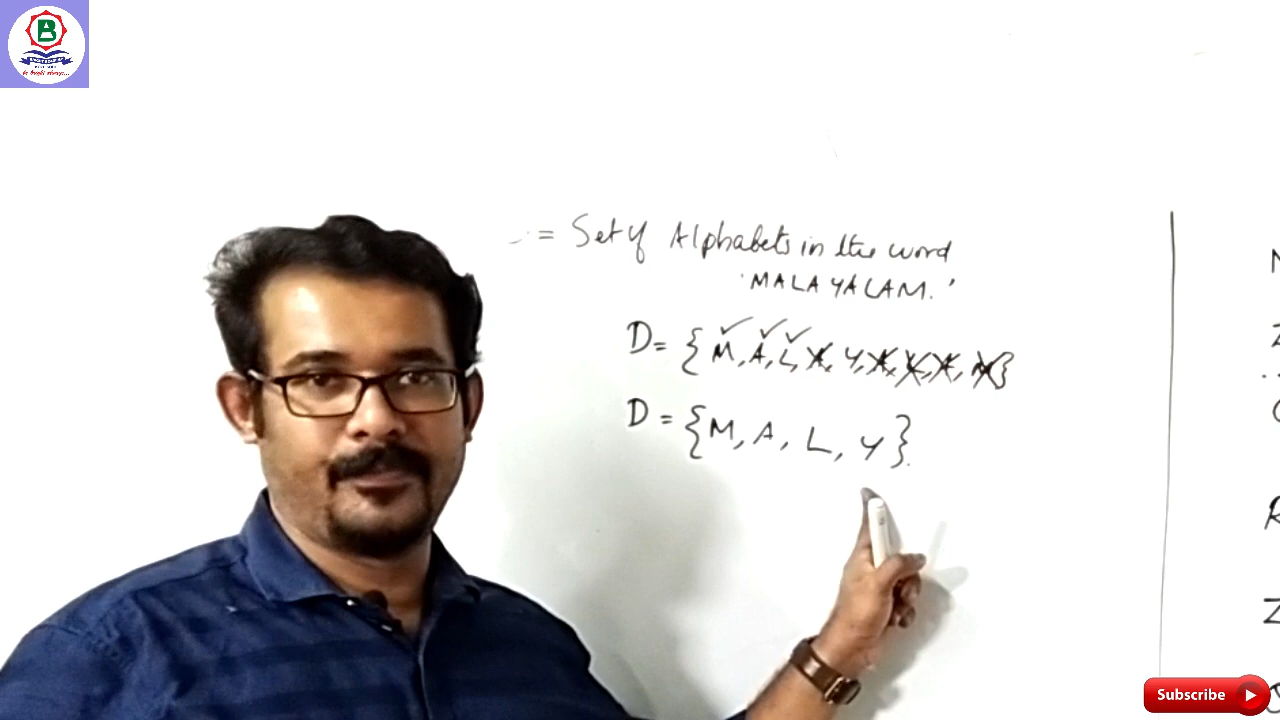 B
= Set of Alphabets in the word
'MALAYALAM.'
D = { M, A, L, A, Y, A, L, A, M }
D = { M, A, L, Y }.
Subscribe